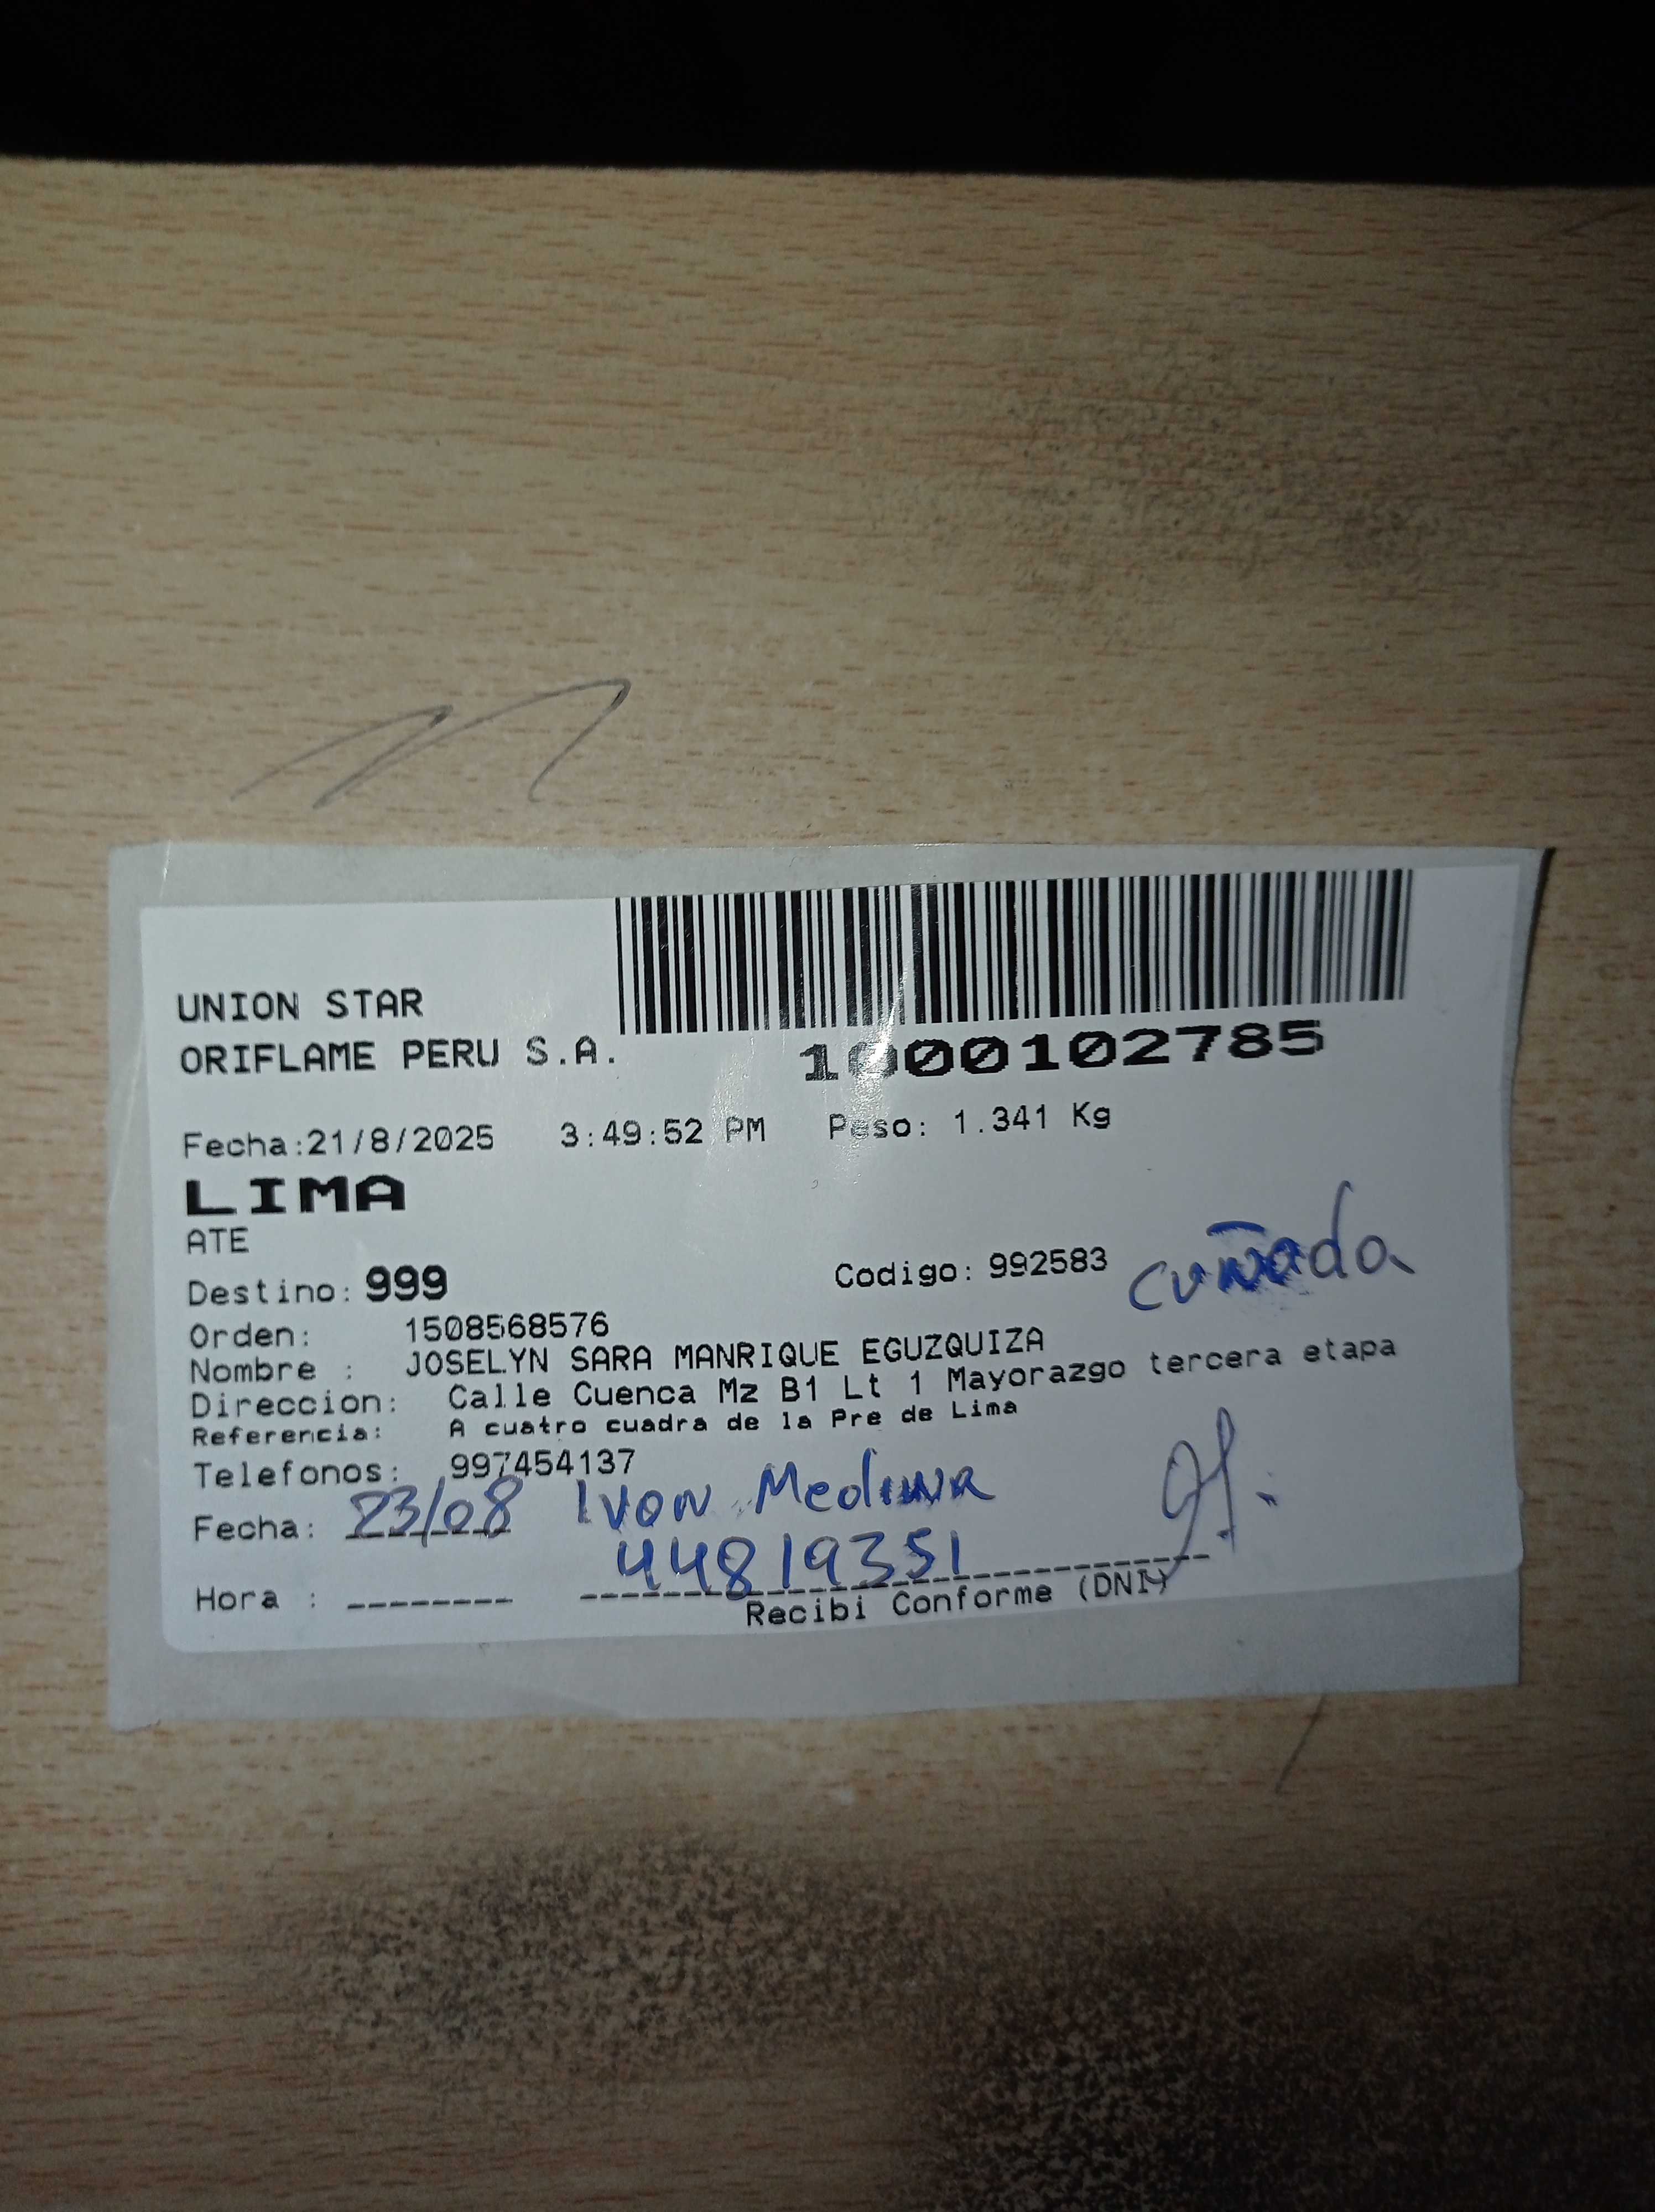 UNION STAR
ORIFLAME PERU S.A.
1000102785
Fecha:21/8/2025 3:49:52 PM Peso: 1.341 Kg
LIMA
ATE
Destino: 999 Codigo: 992583 cuñada
Orden: 1508568576
Nombre : JOSELYN SARA MANRIQUE EGUZQUIZA
Direccion: Calle Cuenca Mz B1 Lt 1 Mayorazgo tercera etapa
Referencia: A cuatro cuadra de la Pre de Lima
Telefonos: 997454137
Fecha: 23/08 Ivon Medina
44819351
Hora : --------
Recibi Conforme (DNI)